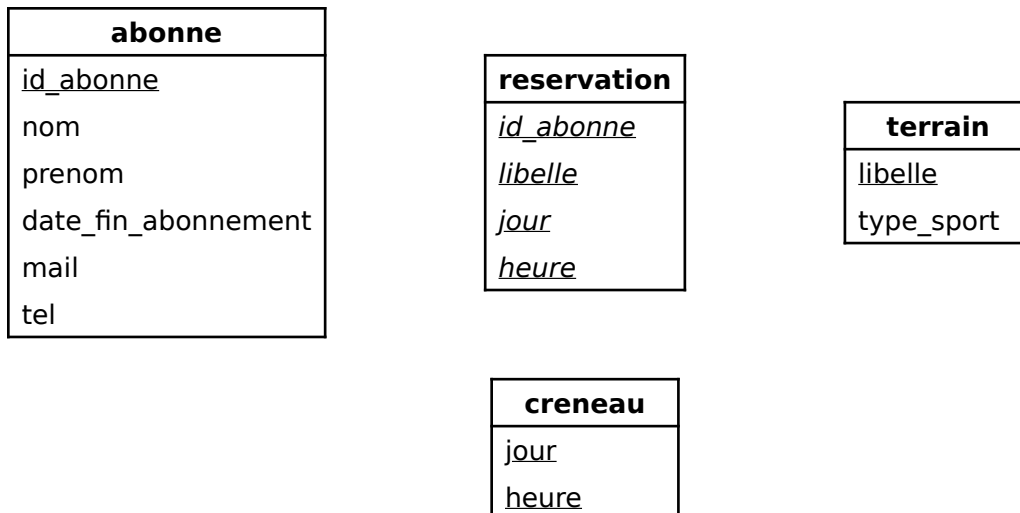 abonne
id_abonne
nom
prenom
date_fin_abonnement
mail
tel
reservation
id_abonne
libelle
jour
heure
terrain
libelle
type_sport
creneau
jour
heure